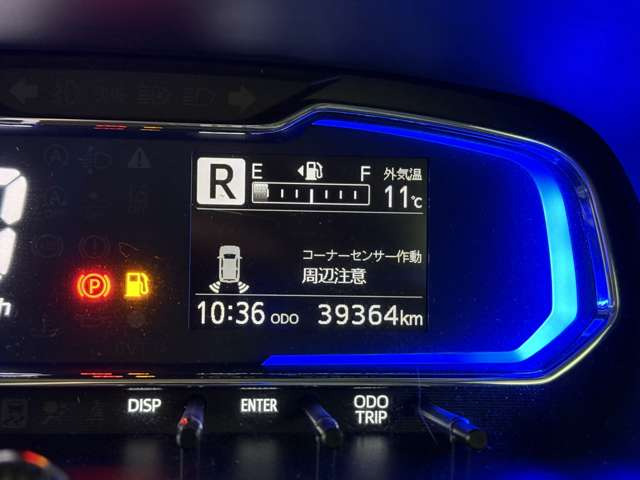 R
E F
外気温
11℃
コーナーセンサー作動
周辺注意
P
10:36 ODO 39364km
DISP ENTER ODO
TRIP